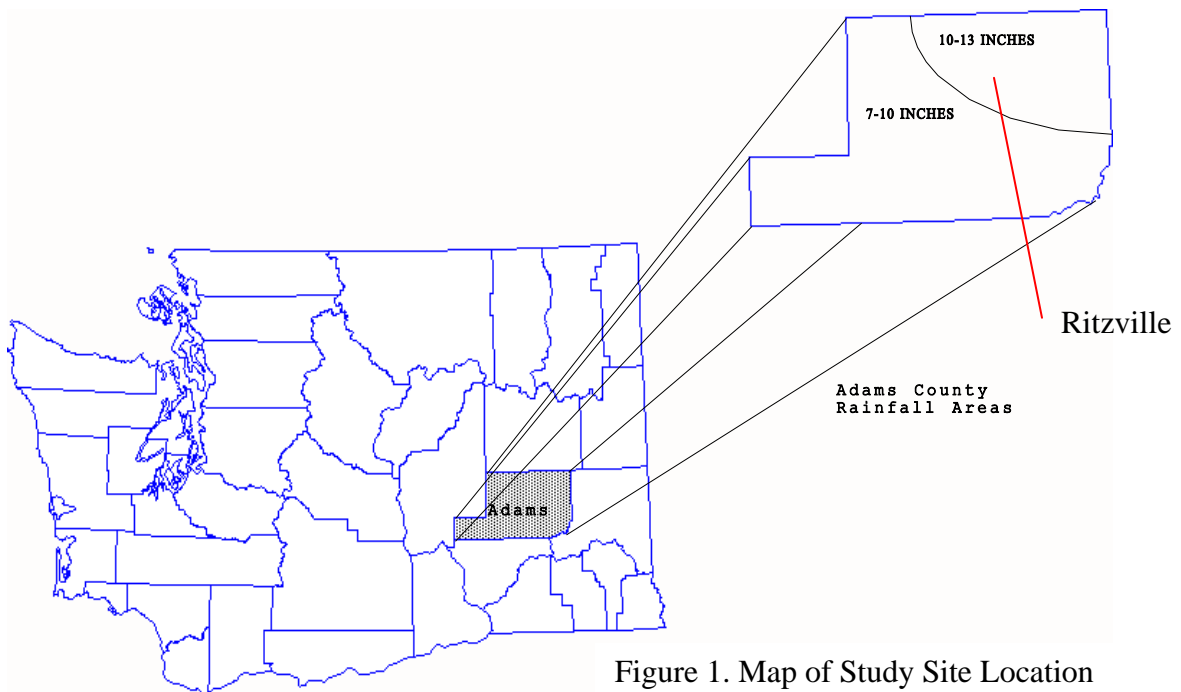 10-13 INCHES
7-10 INCHES
Ritzville
Adams County
Rainfall Areas
Adams
Figure 1. Map of Study Site Location